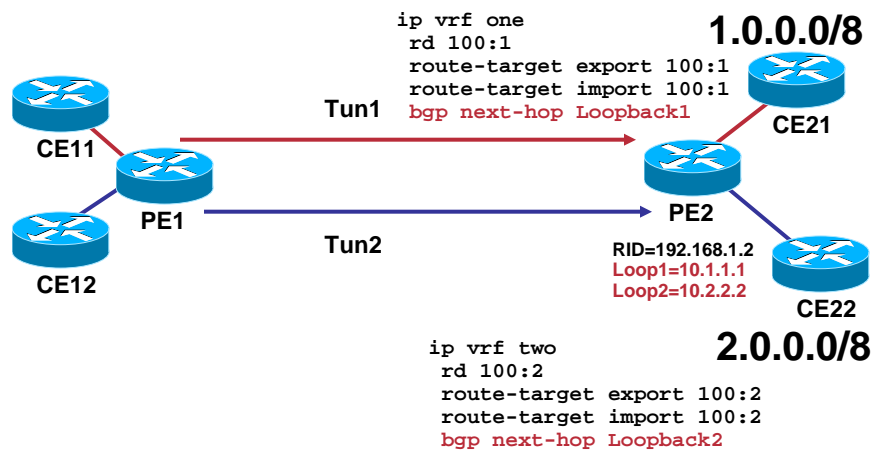 ip vrf one
rd 100:1
route-target export 100:1
route-target import 100:1
bgp next-hop Loopback1
1.0.0.0/8
Tun1
CE11
CE21
PE1
PE2
Tun2
CE12
RID=192.168.1.2
Loop1=10.1.1.1
Loop2=10.2.2.2
CE22
2.0.0.0/8
ip vrf two
rd 100:2
route-target export 100:2
route-target import 100:2
bgp next-hop Loopback2